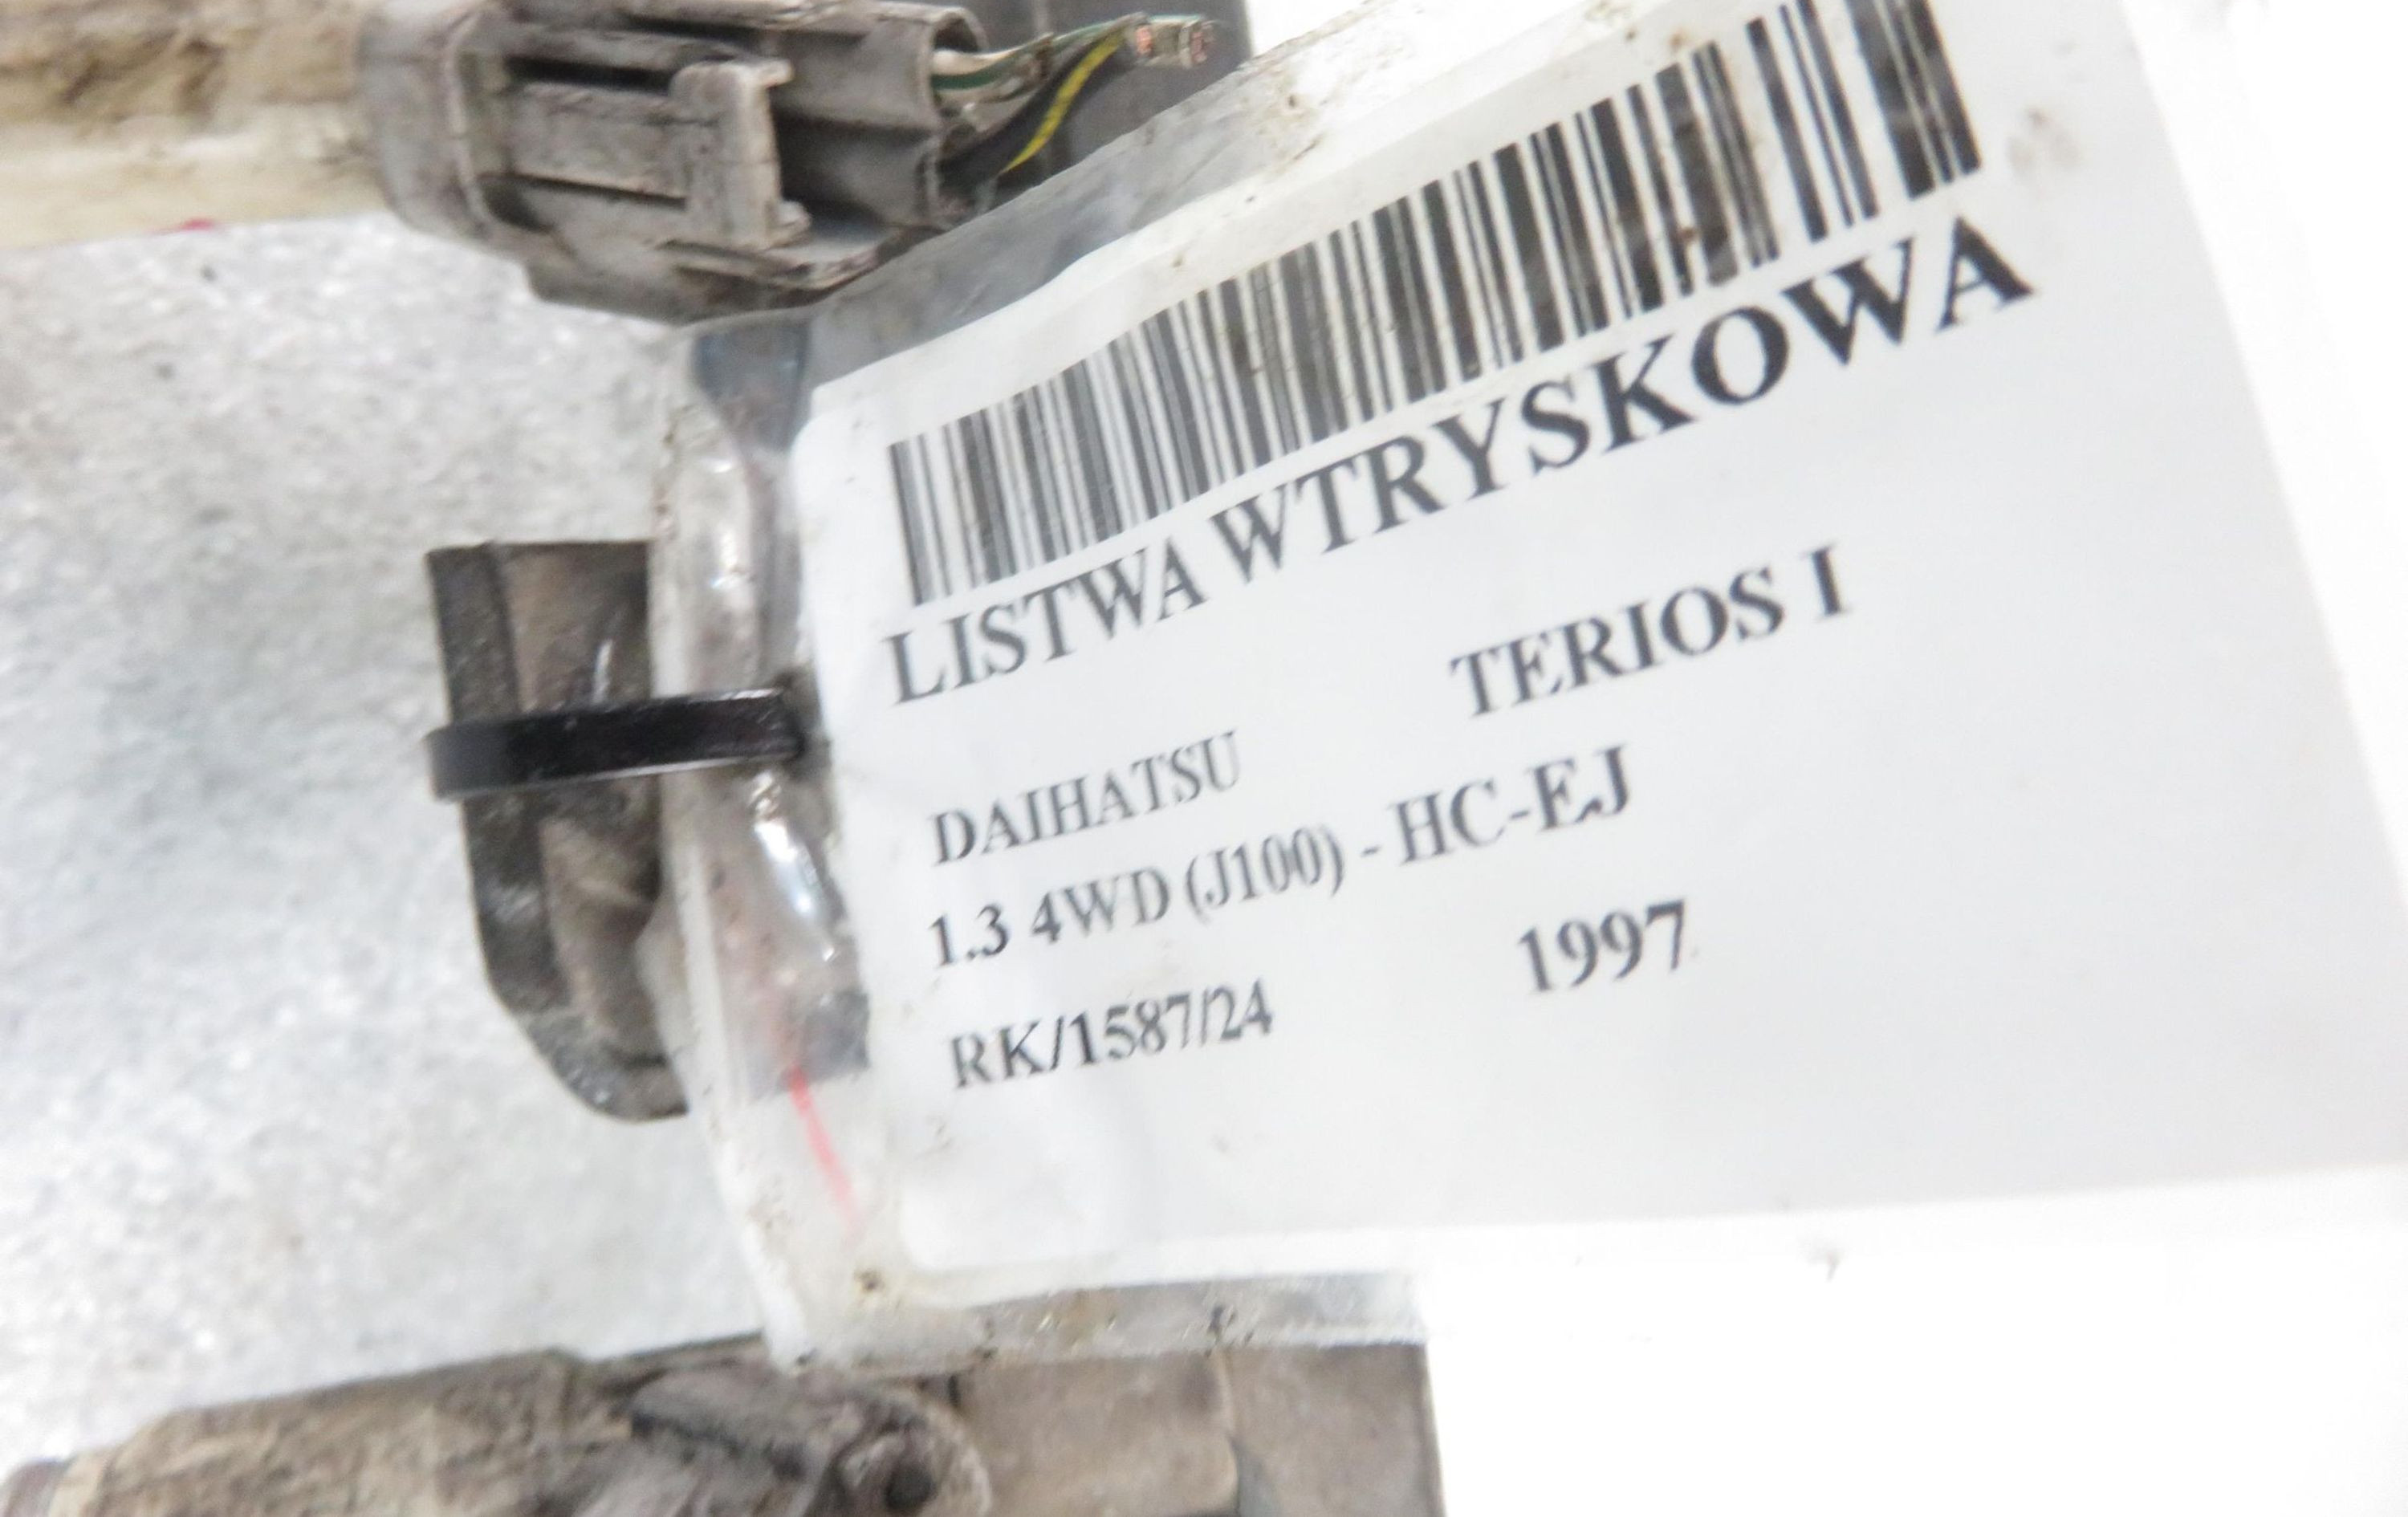 LISTWA WTRYSKOWA
DAIHATSU TERIOS I
1.3 4WD (J100) - HC-EJ
RK/1587/24 1997